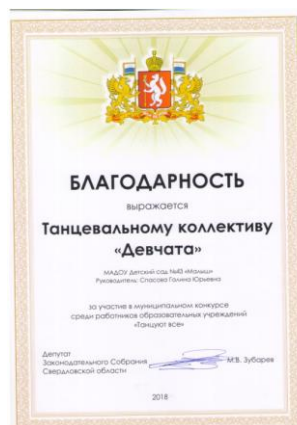 БЛАГОДАРНОСТЬ
выражается
Танцевальному коллективу
«Девчата»
МАДОУ Детский сад №43 «Малыш»
Руководитель: Спасова Галина Юрьевна
за участие в муниципальном конкурсе
среди работников образовательных учреждений
«Танцуют все»
Депутат
Законодательного Собрания
Свердловской области
М.В. Зубарев
2018